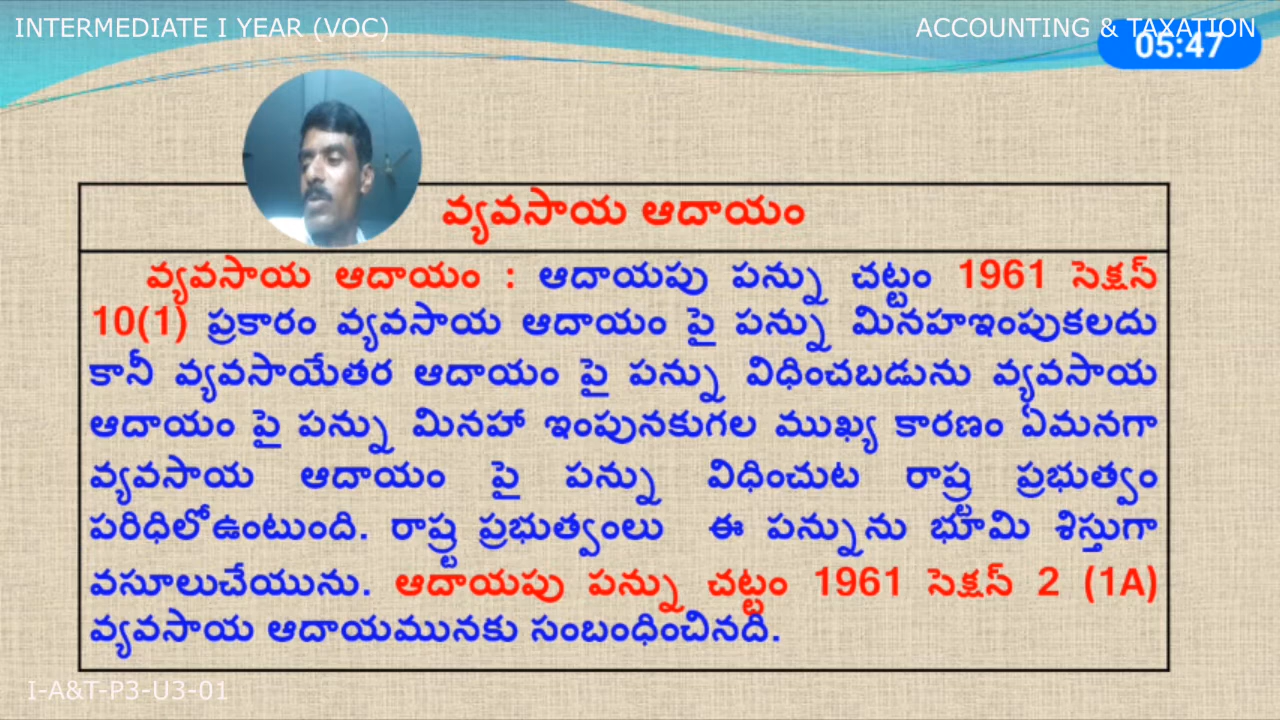 INTERMEDIATE I YEAR (VOC)
ACCOUNTING & TAXATION
05:47
వ్యవసాయ ఆదాయం
వ్యవసాయ ఆదాయం : ఆదాయపు పన్ను చట్టం 1961 సెక్షన్
10(1) ప్రకారం వ్యవసాయ ఆదాయం పై పన్ను మినహఇంపుకలదు
కానీ వ్యవసాయేతర ఆదాయం పై పన్ను విధించబడును వ్యవసాయ
ఆదాయం పై పన్ను మినహా ఇంపునకుగల ముఖ్య కారణం ఏమనగా
వ్యవసాయ ఆదాయం పై పన్ను విధించుట రాష్ట్ర ప్రభుత్వం
పరిధిలోఉంటుంది. రాష్ట్ర ప్రభుత్వంలు ఈ పన్నును భూమి శిస్తుగా
వసూలుచేయును. ఆదాయపు పన్ను చట్టం 1961 సెక్షన్ 2 (1A)
వ్యవసాయ ఆదాయమునకు సంబంధించినది.
I-A&T-P3-U3-01